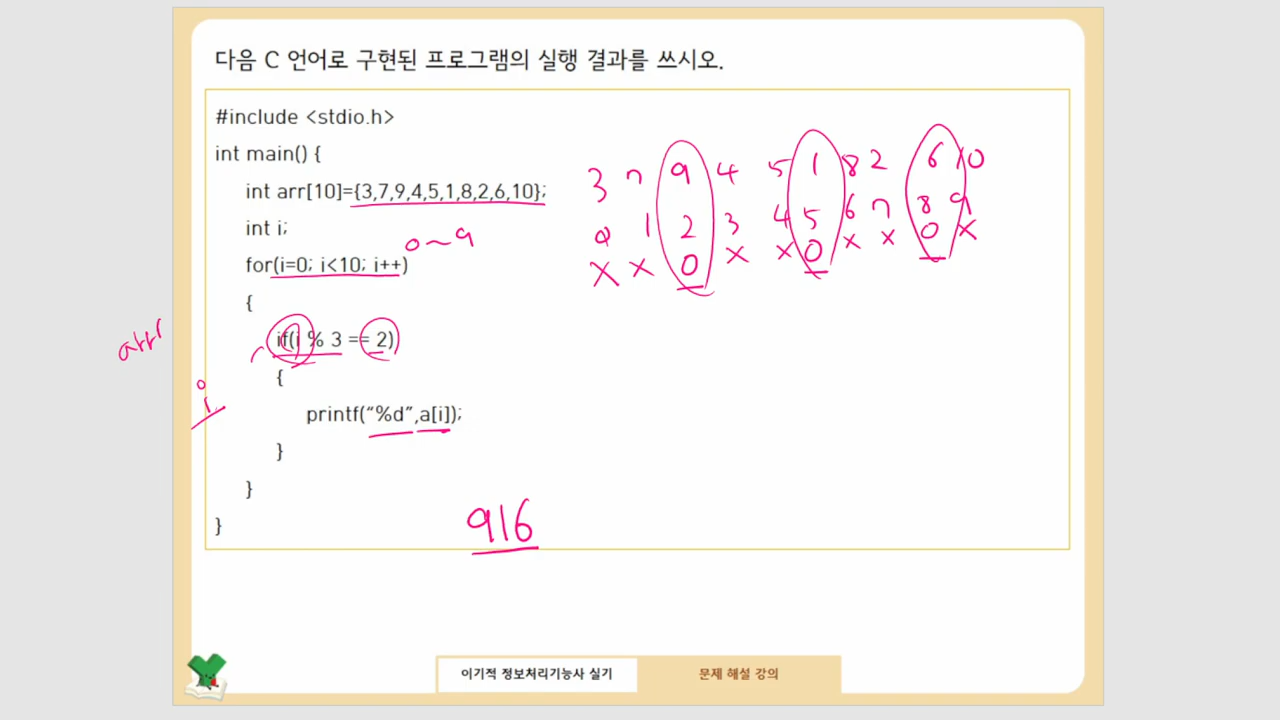 다음 C 언어로 구현된 프로그램의 실행 결과를 쓰시오.
#include <stdio.h>
int main() {
int arr[10]={3,7,9,4,5,1,8,2,6,10};
int i;
for(i=0; i<10; i++)
0~9
{
if(i % 3 == 2)
{
printf("%d",a[i]);
}
}
}
arr
i
3 7 9 4 5 1 8 2 6 10
0 1 2 3 4 5 6 7 8 9
X X O X X O X X O X
916
이기적 정보처리기능사 실기
문제 해설 강의